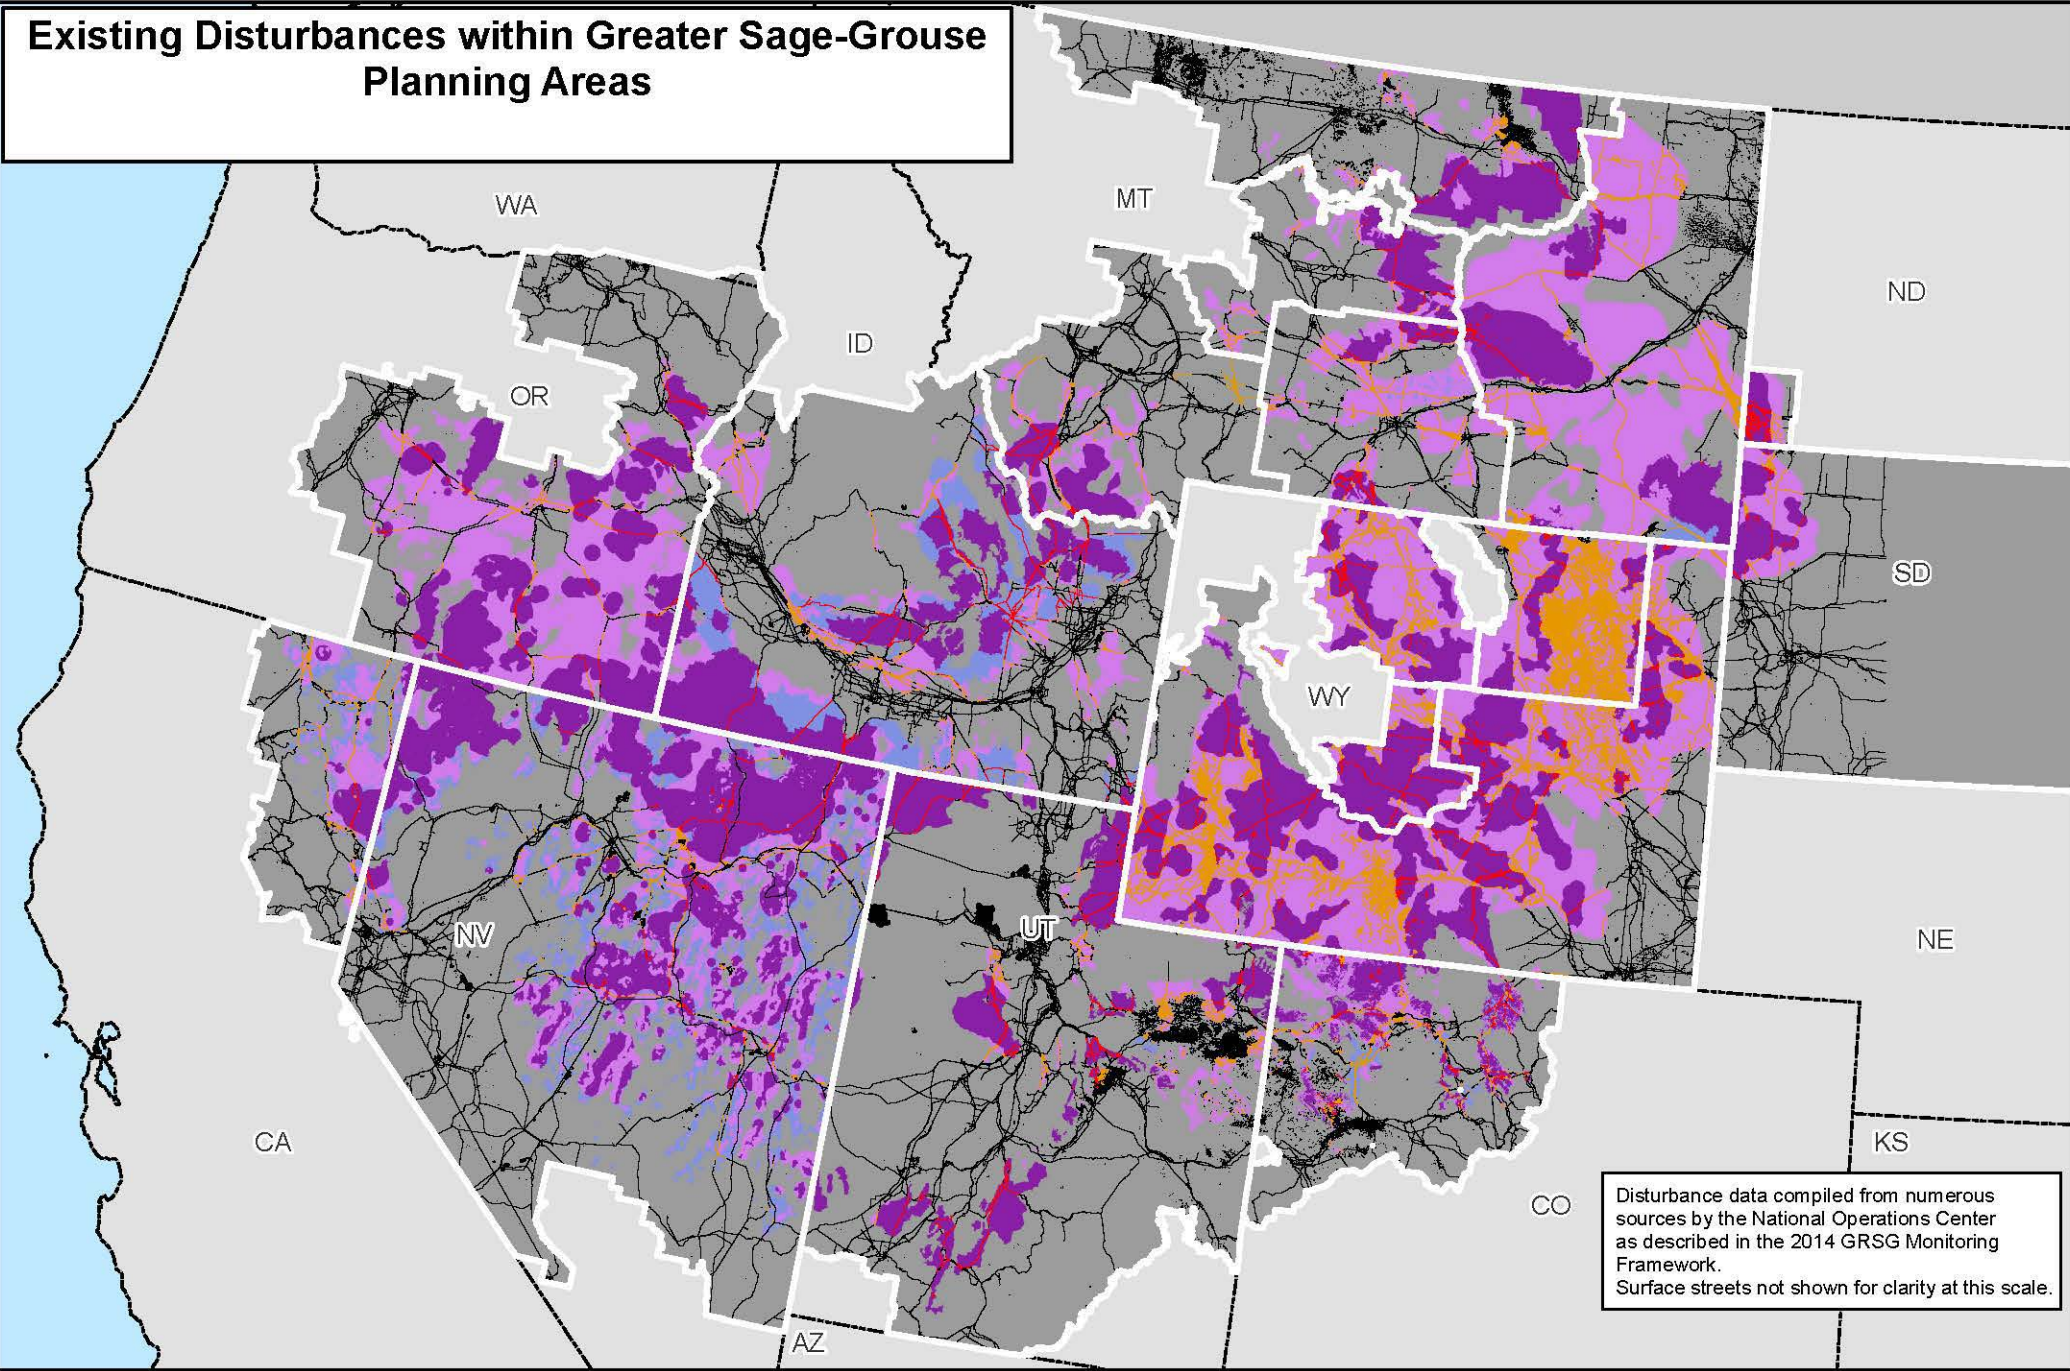 Existing Disturbances within Greater Sage-Grouse
Planning Areas
WA
MT
ND
ID
OR
SD
WY
NV
UT
NE
CA
KS
CO
AZ
Disturbance data compiled from numerous
sources by the National Operations Center
as described in the 2014 GRSG Monitoring
Framework.
Surface streets not shown for clarity at this scale.